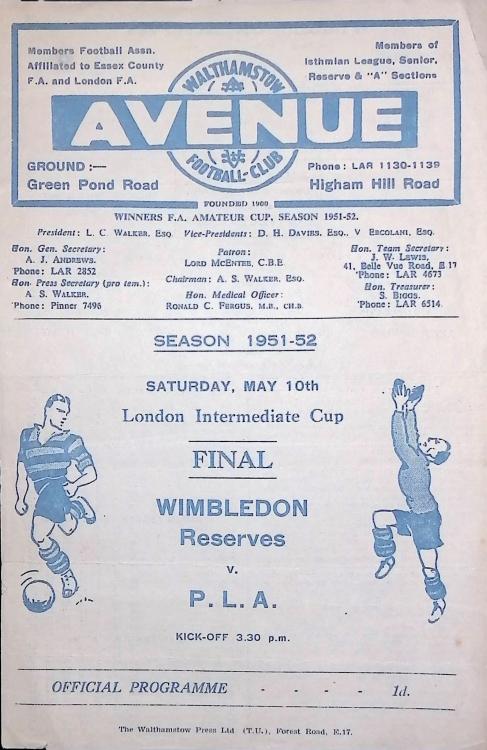 Members Football Assn.
Affiliated to Essex County
F.A. and London F.A.
Members of
Isthmian League, Senior,
Reserve & "A" Sections
WALTHAMSTOW
AVENUE
FOOTBALL-CLUB
GROUND :—
Green Pond Road
Phone : LAR 1130-1139
Higham Hill Road
FOUNDED 1900
WINNERS F.A. AMATEUR CUP, SEASON 1951-52.
President: L. C. WALKER, ESQ. Vice-Presidents: D. H. DAVIES, ESQ., V ERCOLANI, ESQ
Hon. Gen. Secretary:
A. J. ANDREWS.
Phone: LAR 2852
Hon. Press Secretary (pro tem.):
A S. WALKER.
Phone: Pinner 7496
Patron:
LORD MCENTEE, C.B.E
Chairman: A. S. WALKER, ESQ.
Hon. Medical Officer:
RONALD C. FERGUS, M.B., CH.B.
Hon. Team Secretary:
J. W. LEWIS,
41, Belle Vue Road, E 17
Phone: LAR 4673
Hon. Treasurer:
S. BIGGS.
Phone: LAR 6514
SEASON 1951-52
SATURDAY, MAY 10th
London Intermediate Cup
FINAL
WIMBLEDON
Reserves
v.
P. L. A.
KICK-OFF 3.30 p.m.
OFFICIAL PROGRAMME - - - - 1d.
The Walthamstow Press Ltd (T.U.), Forest Road, E.17.